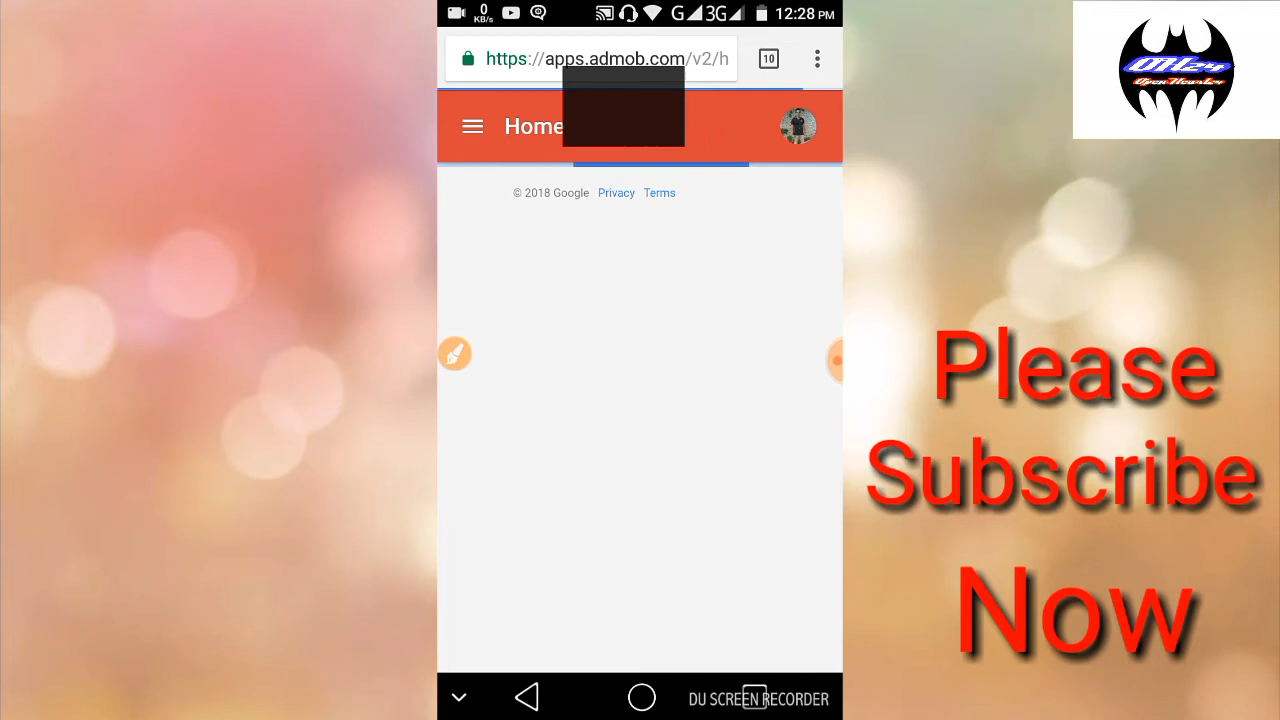 0
KB/s
G 3G 12:28 PM
https://apps.admob.com/v2/h
10
Home
© 2018 Google Privacy Terms
Please
Subscribe
Now
DU SCREEN RECORDER